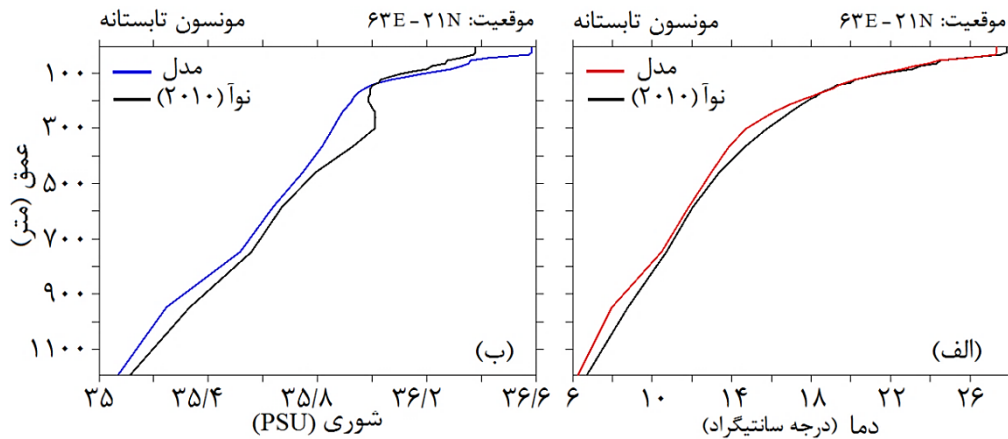 موقعیت: ۶۳E-۲۱N
مونسون تابستانه
مدل
نوآ (۲۰۱۰)
(الف)
۶ ۱۰ ۱۴ ۱۸ ۲۲ ۲۶
دما (درجه سانتیگراد)
۶۳E-۲۱N :موقعیت
مونسون تابستانه
مدل
نوآ (۲۰۱۰)
عمق (متر)
۱۰۰
۳۰۰
۵۰۰
۷۰۰
۹۰۰
۱۱۰۰
(ب)
۳۵ ۳۵/۴ ۳۵/۸ ۳۶/۲ ۳۶/۶
شوری (PSU)